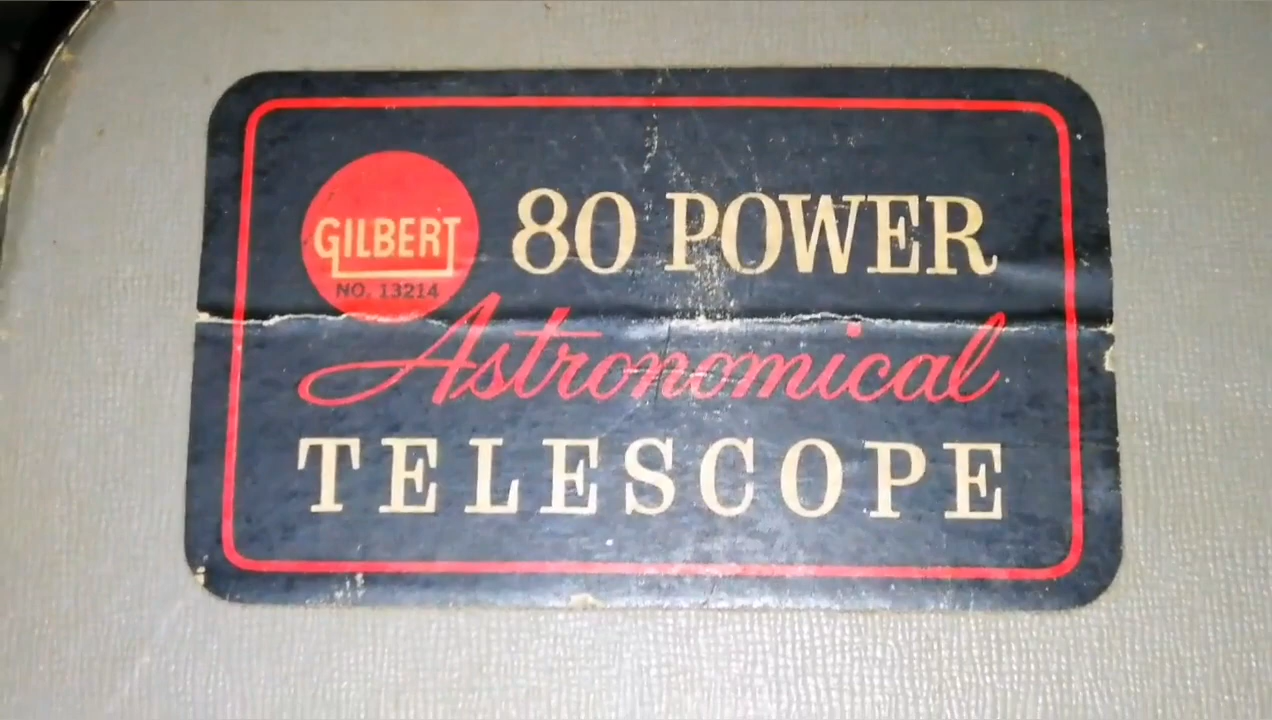 GILBERT
NO. 13214
80 POWER
Astronomical
TELESCOPE